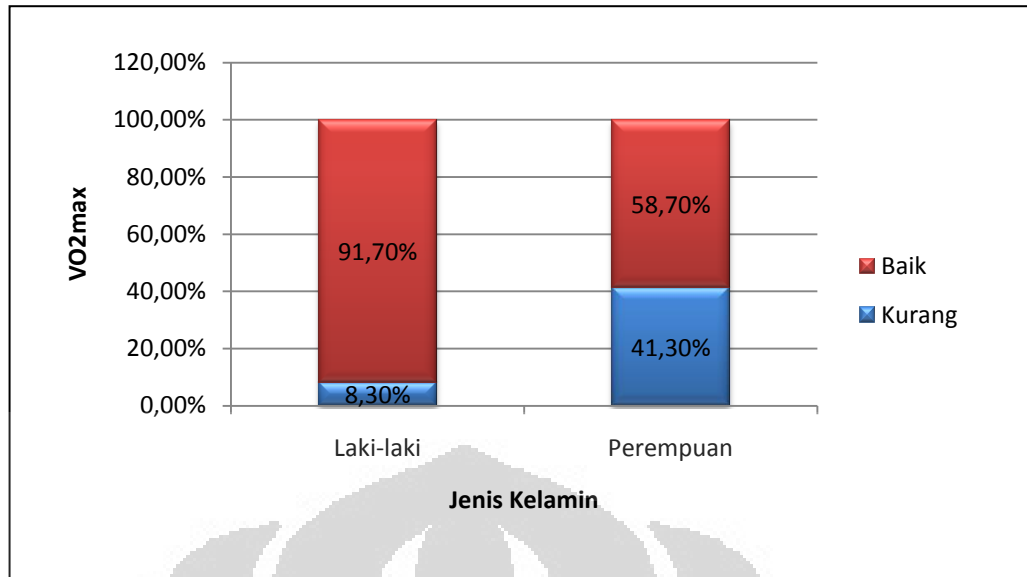 120,00%
100,00%
80,00%
60,00%
40,00%
20,00%
0,00%
VO2max
91,70%
8,30%
58,70%
41,30%
Baik
Kurang
Laki-laki
Perempuan
Jenis Kelamin